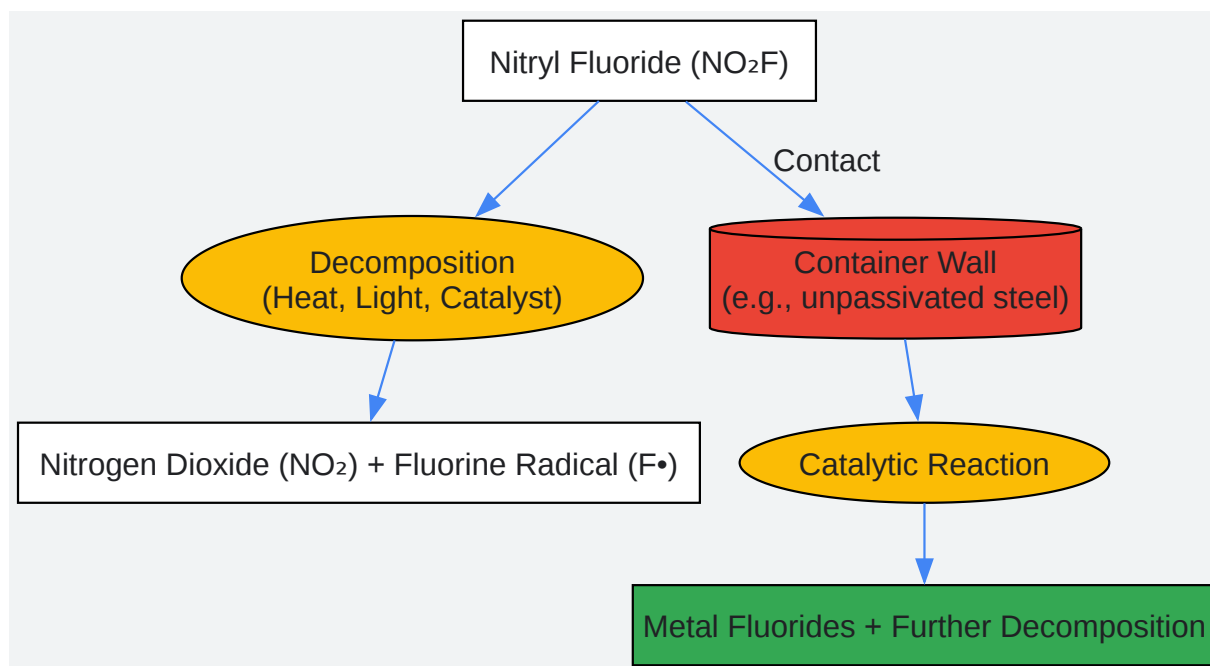 Nitryl Fluoride (NO₂F)
Contact
Decomposition
(Heat, Light, Catalyst)
Container Wall
(e.g., unpassivated steel)
Nitrogen Dioxide (NO₂) + Fluorine Radical (F•)
Catalytic Reaction
Metal Fluorides + Further Decomposition